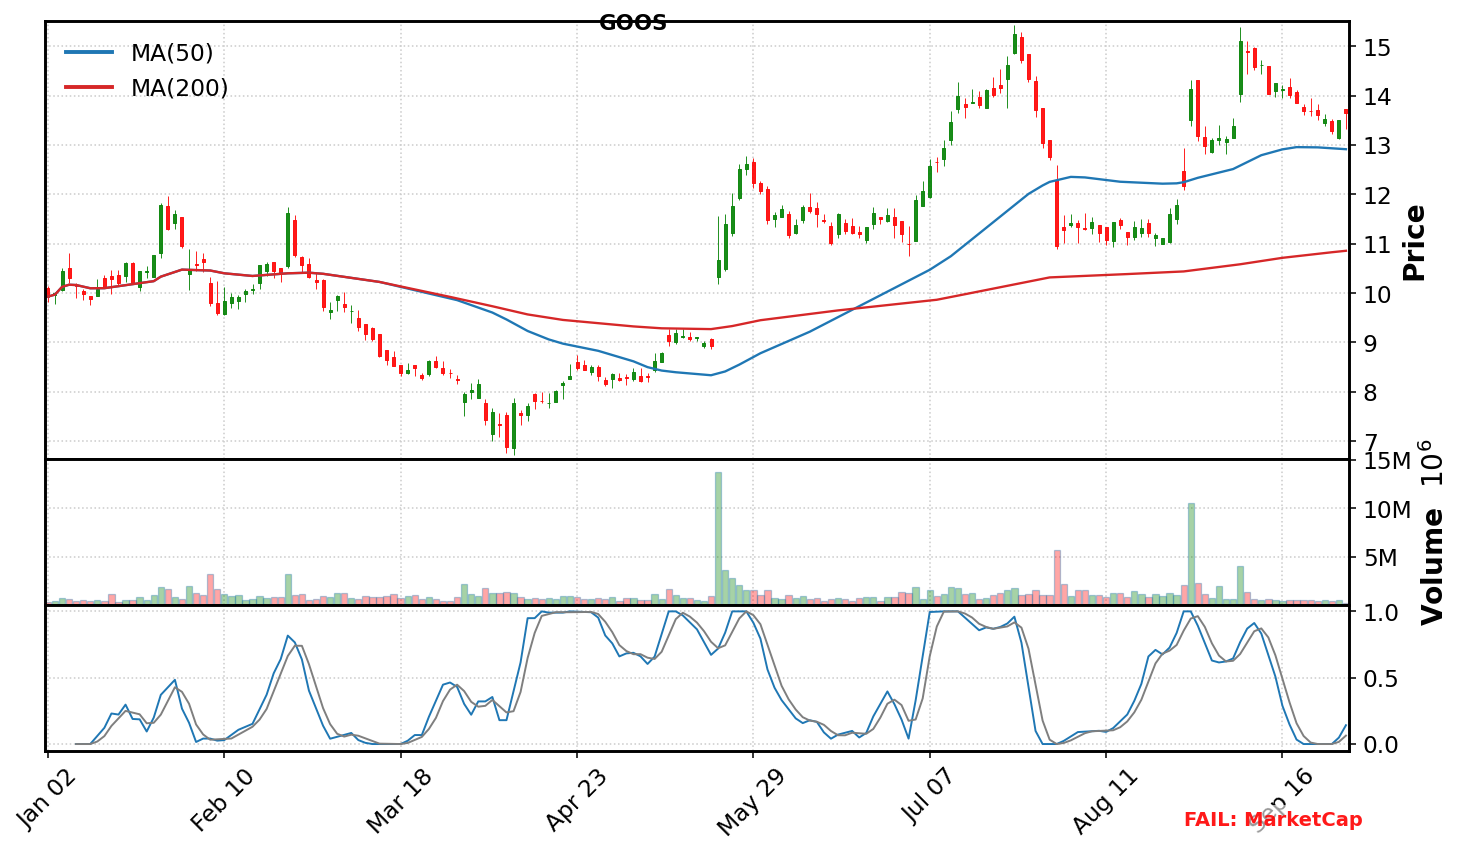 GOOS
MA(50)
MA(200)
15
14
13
12
11
10
9
8
7
Price
15M
10M
5M
Volume 10^6
1.0
0.5
0.0
Jan 02
Feb 10
Mar 18
Apr 23
May 29
Jul 07
Aug 11
Sep 16
FAIL: MarketCap